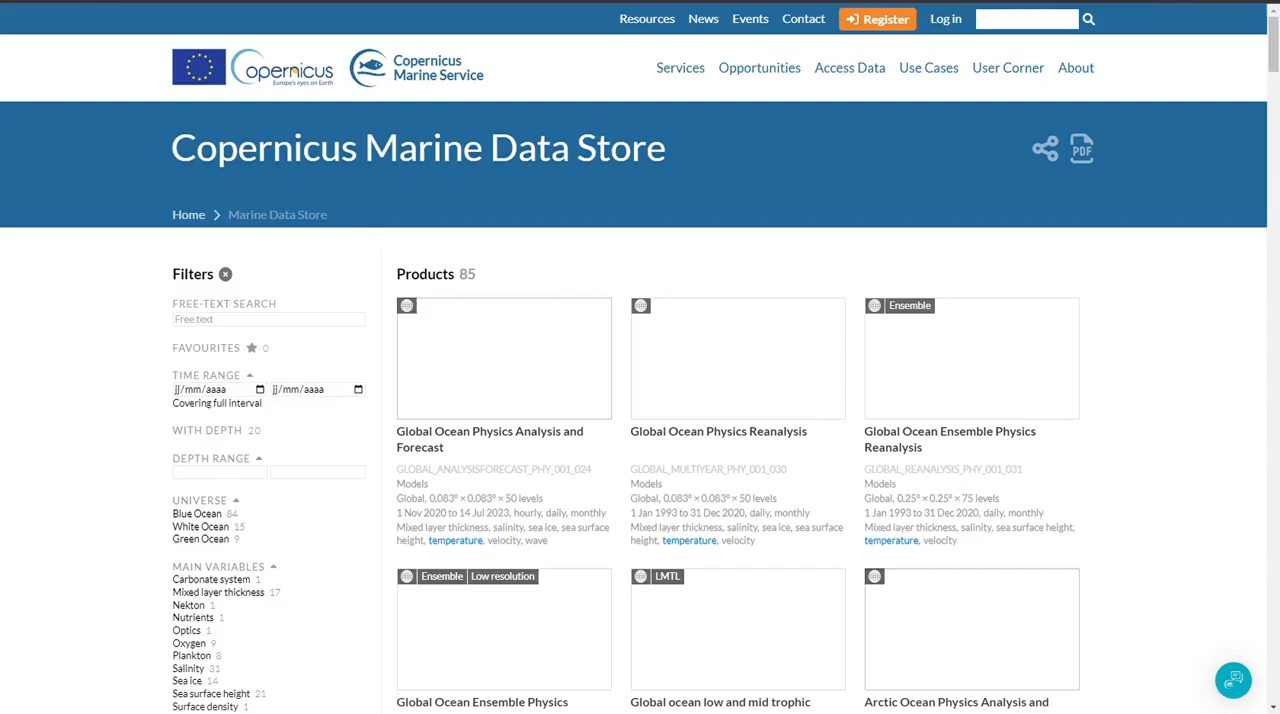 Resources News Events Contact Register Log in
opernicus
Europe's eyes on Earth
Copernicus
Marine Service
Services Opportunities Access Data Use Cases User Corner About
Copernicus Marine Data Store
PDF
Home Marine Data Store
Filters
FREE-TEXT SEARCH
Free text
FAVOURITES 0
TIME RANGE
jj/mm/aaaa jj/mm/aaaa
Covering full interval
WITH DEPTH 20
DEPTH RANGE
UNIVERSE
Blue Ocean 84
White Ocean 15
Green Ocean 9
MAIN VARIABLES
Carbonate system 1
Mixed layer thickness 17
Nekton 1
Nutrients 1
Optics 1
Oxygen 9
Plankton 8
Salinity 31
Sea ice 14
Sea surface height 21
Surface density 1
Products 85
Global Ocean Physics Analysis and
Forecast
GLOBAL_ANALYSISFORECAST_PHY_001_024
Models
Global, 0.083° × 0.083° × 50 levels
1 Nov 2020 to 14 Jul 2023, hourly, daily, monthly
Mixed layer thickness, salinity, sea ice, sea surface
height, temperature, velocity, wave
Global Ocean Physics Reanalysis
GLOBAL_MULTIYEAR_PHY_001_030
Models
Global, 0.083° × 0.083° × 50 levels
1 Jan 1993 to 31 Dec 2020, daily, monthly
Mixed layer thickness, salinity, sea ice, sea surface
height, temperature, velocity
Ensemble
Global Ocean Ensemble Physics
Reanalysis
GLOBAL_REANALYSIS_PHY_001_031
Models
Global, 0.25° × 0.25° × 75 levels
1 Jan 1993 to 31 Dec 2020, daily, monthly
Mixed layer thickness, salinity, sea surface height,
temperature, velocity
Ensemble Low resolution
Global Ocean Ensemble Physics
LMTL
Global ocean low and mid trophic
Arctic Ocean Physics Analysis and